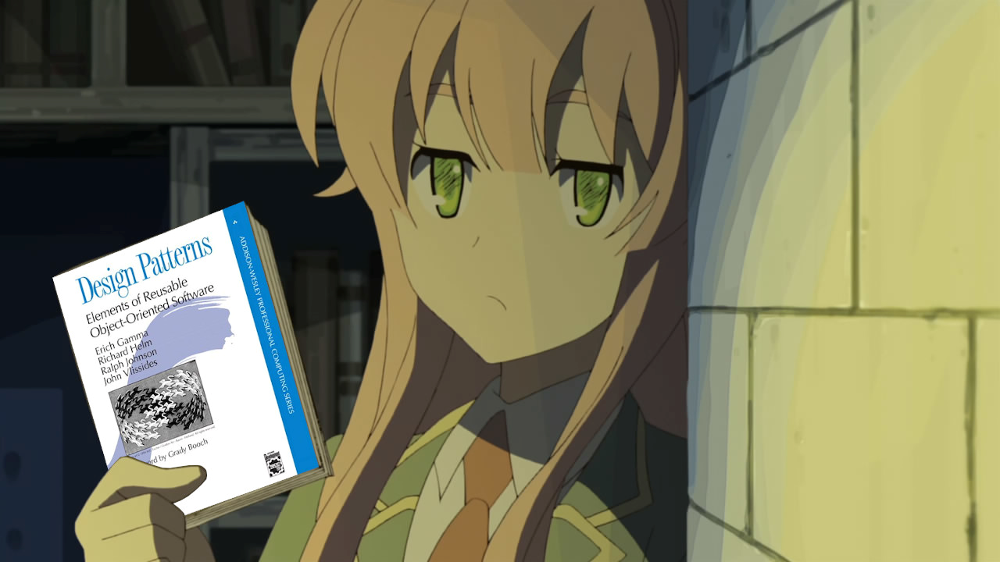 4
ADDISON-WESLEY PROFESSIONAL COMPUTING SERIES
Design Patterns
Elements of Reusable
Object-Oriented Software
Erich Gamma
Richard Helm
Ralph Johnson
John Vlissides
by Grady Booch